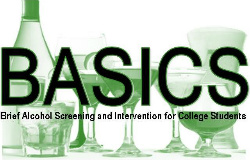 BASICS
Brief Alcohol Screening and Intervention for College Students